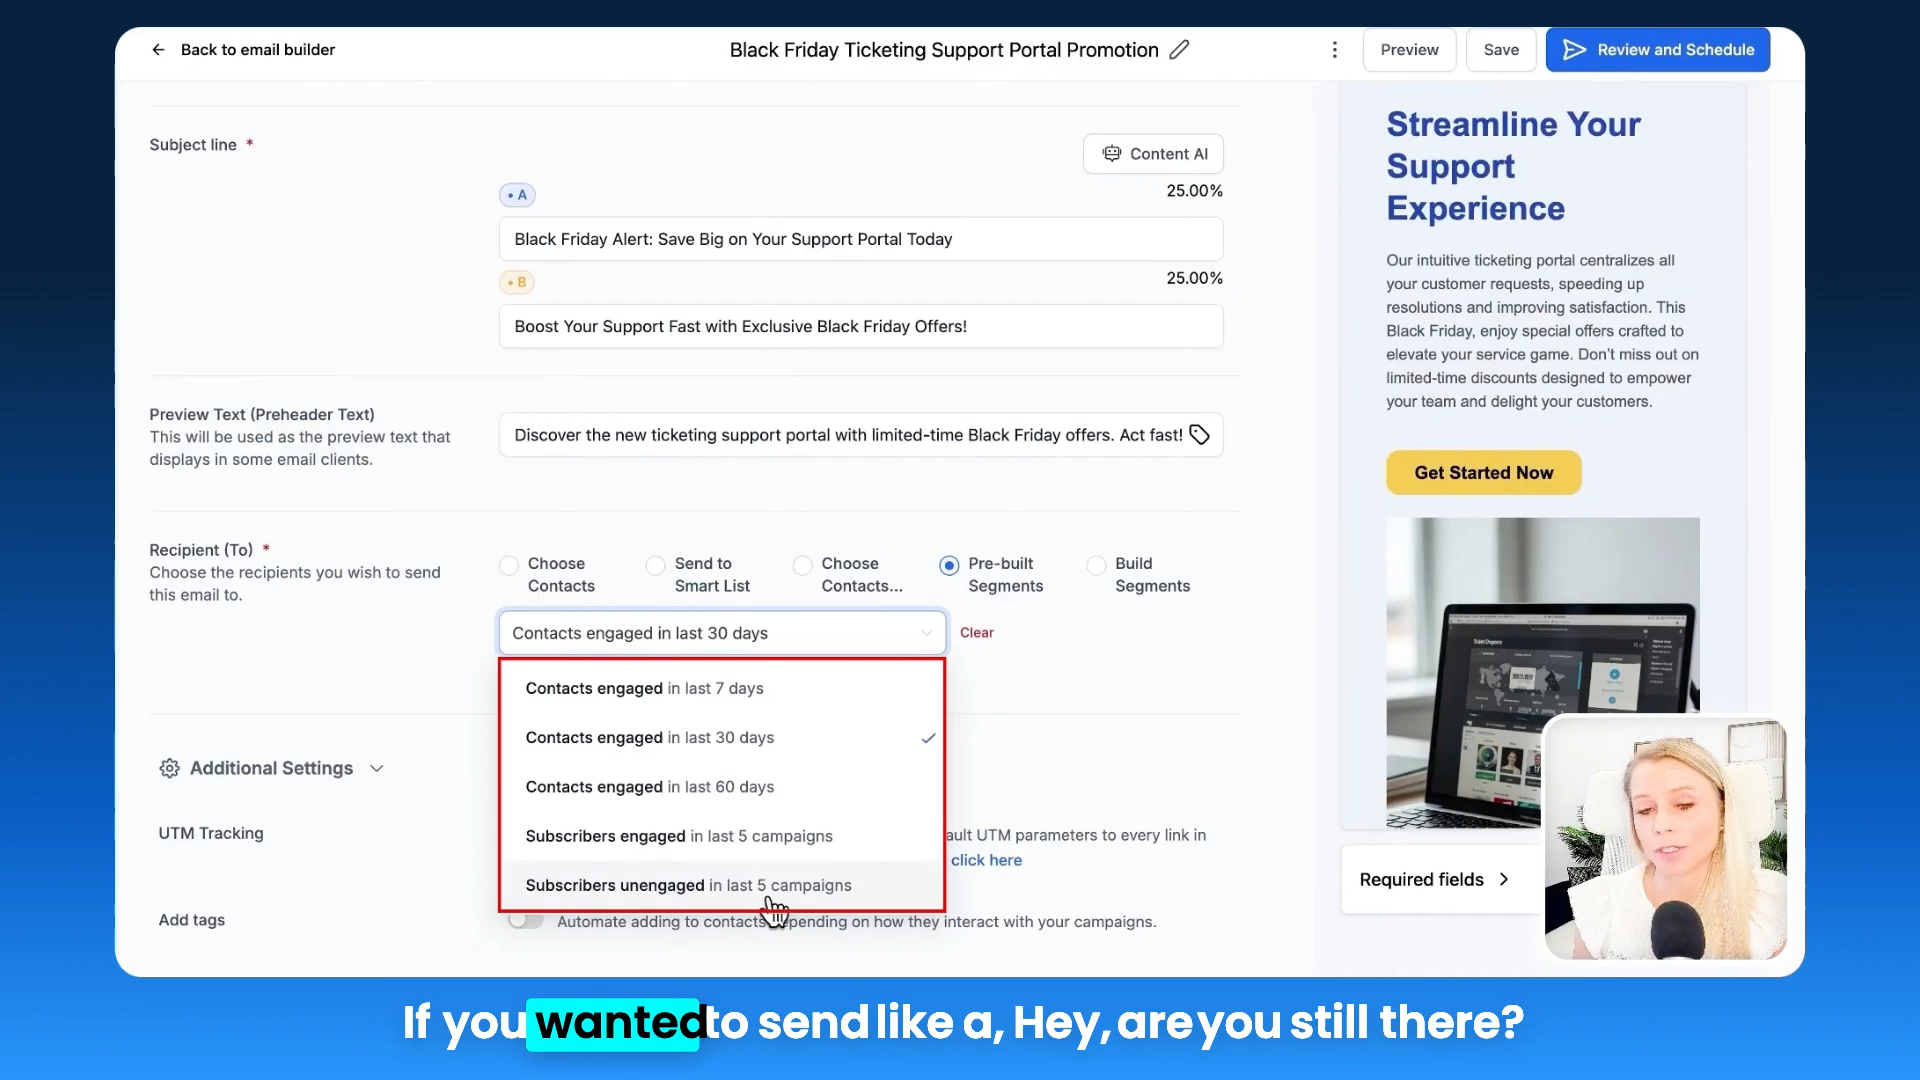 Back to email builder
Black Friday Ticketing Support Portal Promotion
Preview
Save
Review and Schedule
Subject line *
Content AI
• A
25.00%
Black Friday Alert: Save Big on Your Support Portal Today
• B
25.00%
Boost Your Support Fast with Exclusive Black Friday Offers!
Preview Text (Preheader Text)
This will be used as the preview text that
displays in some email clients.
Discover the new ticketing support portal with limited-time Black Friday offers. Act fast!
Recipient (To) *
Choose the recipients you wish to send
this email to.
Choose
Contacts
Send to
Smart List
Choose
Contacts...
Pre-built
Segments
Build
Segments
Contacts engaged in last 30 days
Clear
Contacts engaged in last 7 days
Contacts engaged in last 30 days
Contacts engaged in last 60 days
Subscribers engaged in last 5 campaigns
Subscribers unengaged in last 5 campaigns
Additional Settings
UTM Tracking
ault UTM parameters to every link in
click here
Add tags
Automate adding to contacts depending on how they interact with your campaigns.
Streamline Your
Support
Experience
Our intuitive ticketing portal centralizes all
your customer requests, speeding up
resolutions and improving satisfaction. This
Black Friday, enjoy special offers crafted to
elevate your service game. Don't miss out on
limited-time discounts designed to empower
your team and delight your customers.
Get Started Now
Required fields
If you wanted to send like a, Hey, are you still there?